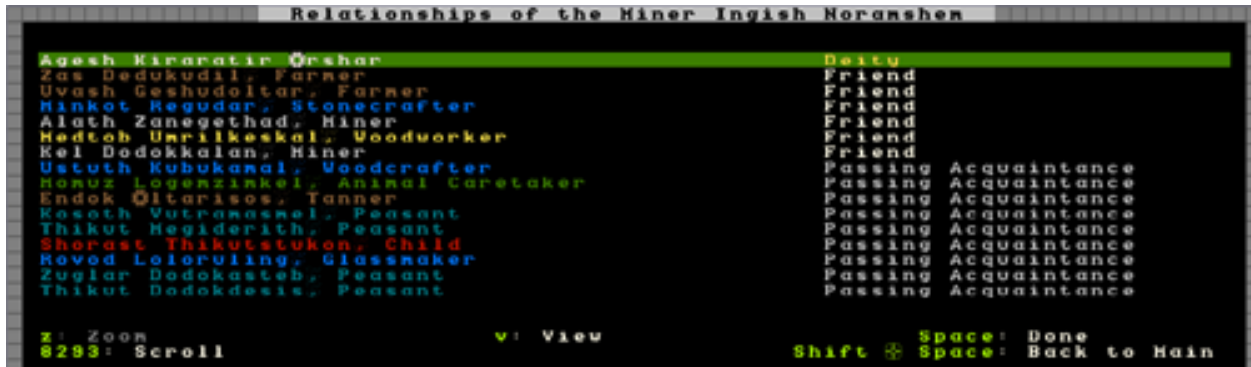 Relationships of the Miner Ingish Noramshem
Agesh Kiraratir Örshar Deity
Zas Dedukudil, Farmer Friend
Uvash Geshudoltar, Farmer Friend
Minkot Regudar, Stonecrafter Friend
Alath Zanegethad, Miner Friend
Medtob Umrilkeskal, Woodworker Friend
Kel Dodokkalan, Miner Friend
Ustuth Kubukamal, Woodcrafter Passing Acquaintance
Momuz Logemzimkel, Animal Caretaker Passing Acquaintance
Endok Öltarisos, Tanner Passing Acquaintance
Kosoth Vutramasmel, Peasant Passing Acquaintance
Thikut Megiderith, Peasant Passing Acquaintance
Shorast Thikutstukon, Child Passing Acquaintance
Rovod Loloruling, Glassmaker Passing Acquaintance
Zuglar Dodokasteb, Peasant Passing Acquaintance
Thikut Dodokdesis, Peasant Passing Acquaintance
z: Zoom v: View Space: Done
8293: Scroll Shift + Space: Back to Main